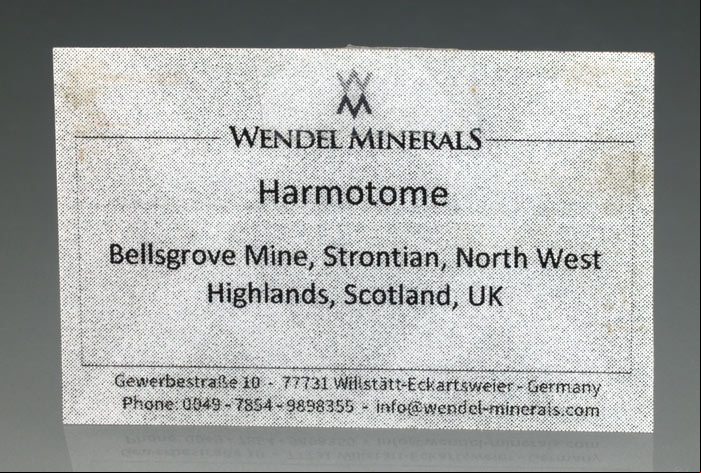 WENDEL MINERALS
Harmotome
Bellsgrove Mine, Strontian, North West
Highlands, Scotland, UK
Gewerbestraße 10 - 77731 Willstätt-Eckartsweier - Germany
Phone: 0049 - 7854 - 9898355 - info@wendel-minerals.com